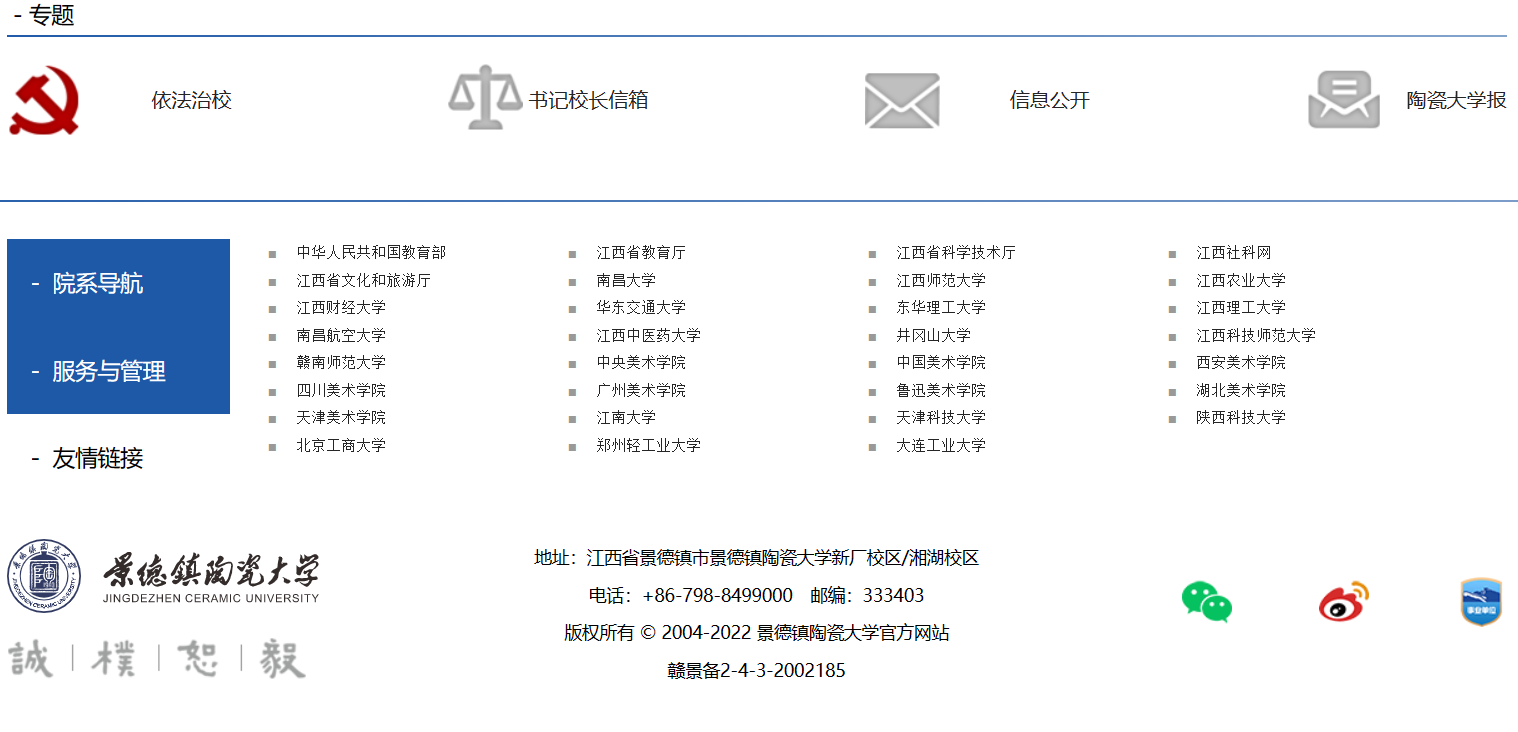 - 专题
依法治校 书记校长信箱 信息公开 陶瓷大学报
- 院系导航
- 服务与管理
- 友情链接
中华人民共和国教育部 江西省教育厅 江西省科学技术厅 江西社科网
江西省文化和旅游厅 南昌大学 江西师范大学 江西农业大学
江西财经大学 华东交通大学 东华理工大学 江西理工大学
南昌航空大学 江西中医药大学 井冈山大学 江西科技师范大学
赣南师范大学 中央美术学院 中国美术学院 西安美术学院
四川美术学院 广州美术学院 鲁迅美术学院 湖北美术学院
天津美术学院 江南大学 天津科技大学 陕西科技大学
北京工商大学 郑州轻工业大学 大连工业大学
景德镇陶瓷大学
JINGDEZHEN CERAMIC UNIVERSITY
誠 樸 恕 毅
地址：江西省景德镇市景德镇陶瓷大学新厂校区/湘湖校区
电话：+86-798-8499000 邮编：333403
版权所有 © 2004-2022 景德镇陶瓷大学官方网站
赣景备2-4-3-2002185
事业单位